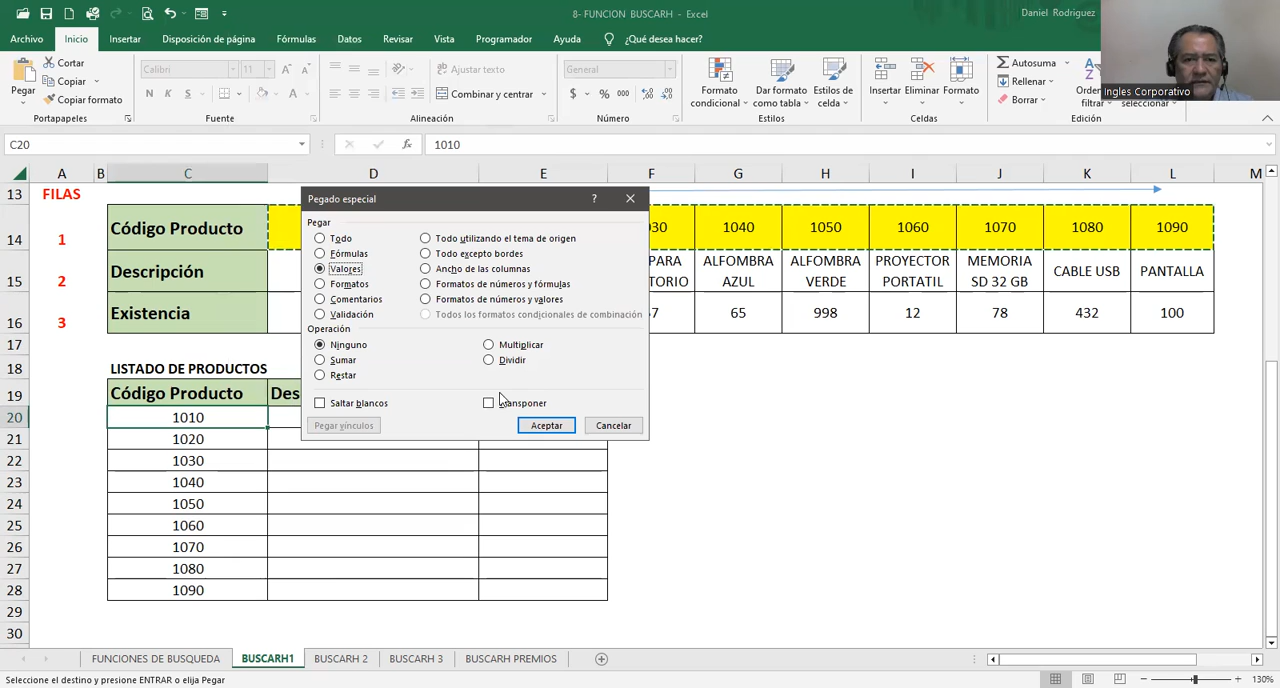 8- FUNCION BUSCARH - Excel
Daniel Rodriguez
Archivo Inicio Insertar Disposición de página Fórmulas Datos Revisar Vista Programador Ayuda ¿Qué desea hacer?
Ingles Corporativo
Pegar
Cortar
Copiar
Copiar formato
Portapapeles
Calibri 11
N K S
Fuente
Ajustar texto
Combinar y centrar
Alineación
General
$ % 000
Número
Formato condicional
Dar formato como tabla
Estilos de celda
Estilos
Insertar Eliminar Formato
Celdas
Autosuma
Rellenar
Borrar
filtrar seleccionar
Edición
C20 fx 1010
A B C D E F G H I J K L M
13 FILAS
14 1 Código Producto 1040 1050 1060 1070 1080 1090
15 2 Descripción ALFOMBRA AZUL ALFOMBRA VERDE PROYECTOR PORTATIL MEMORIA SD 32 GB CABLE USB PANTALLA
16 3 Existencia 65 998 12 78 432 100
17
18 LISTADO DE PRODUCTOS
19 Código Producto
20 1010
21 1020
22 1030
23 1040
24 1050
25 1060
26 1070
27 1080
28 1090
29
30
Pegado especial ?
Pegar
Todo Todo utilizando el tema de origen
Fórmulas Todo excepto bordes
Valores Ancho de las columnas
Formatos Formatos de números y fórmulas
Comentarios Formatos de números y valores
Validación Todos los formatos condicionales de combinación
Operación
Ninguno Multiplicar
Sumar Dividir
Restar
Saltar blancos Transponer
Pegar vínculos Aceptar Cancelar
FUNCIONES DE BUSQUEDA BUSCARH1 BUSCARH 2 BUSCARH 3 BUSCARH PREMIOS
Seleccione el destino y presione ENTRAR o elija Pegar
130%